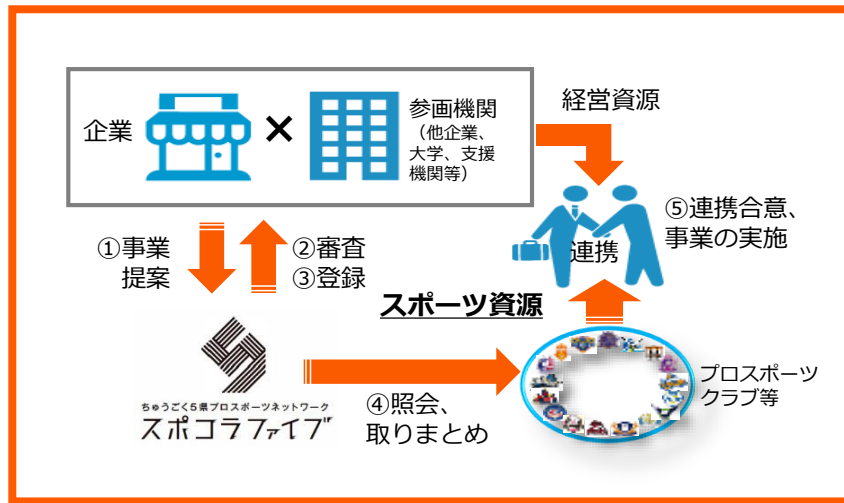 企業
×
参画機関
（他企業、
大学、支援
機関等）
経営資源
①事業
提案
②審査
③登録
連携
⑤連携合意、
事業の実施
スポーツ資源
ちゅうごく5県プロスポーツネットワーク
スポコラファイブ
④照会、
取りまとめ
プロスポーツ
クラブ等